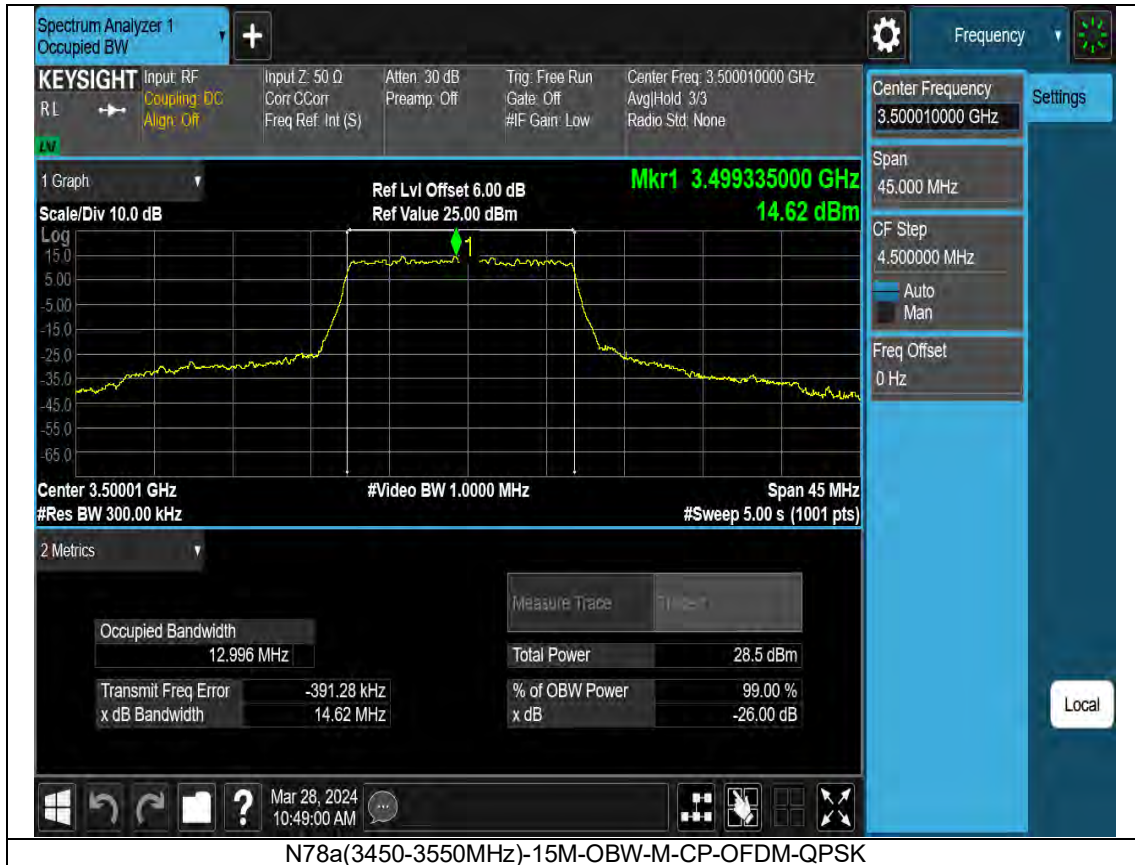 Spectrum Analyzer 1
Occupied BW
+
Frequency
KEYSIGHT
RL
Input: RF
Coupling: DC
Align: Off
Input Z: 50 Ω
Corr CCorr
Freq Ref: Int (S)
Atten: 30 dB
Preamp: Off
Trig: Free Run
Gate: Off
#IF Gain: Low
Center Freq: 3.500010000 GHz
Avg|Hold: 3/3
Radio Std: None
Center Frequency
3.500010000 GHz
Settings
Span
45.000 MHz
CF Step
4.500000 MHz
Auto
Man
Freq Offset
0 Hz
1 Graph
Scale/Div 10.0 dB
Ref Lvl Offset 6.00 dB
Ref Value 25.00 dBm
Mkr1 3.499335000 GHz
14.62 dBm
Log
15.0
5.00
-5.00
-15.0
-25.0
-35.0
-45.0
-55.0
-65.0
1
Center 3.50001 GHz
#Res BW 300.00 kHz
#Video BW 1.0000 MHz
Span 45 MHz
#Sweep 5.00 s (1001 pts)
2 Metrics
Measure Trace
Occupied Bandwidth
12.996 MHz
Total Power 28.5 dBm
Transmit Freq Error -391.28 kHz
% of OBW Power 99.00 %
x dB Bandwidth 14.62 MHz
x dB -26.00 dB
Local
?
Mar 28, 2024
10:49:00 AM
N78a(3450-3550MHz)-15M-OBW-M-CP-OFDM-QPSK